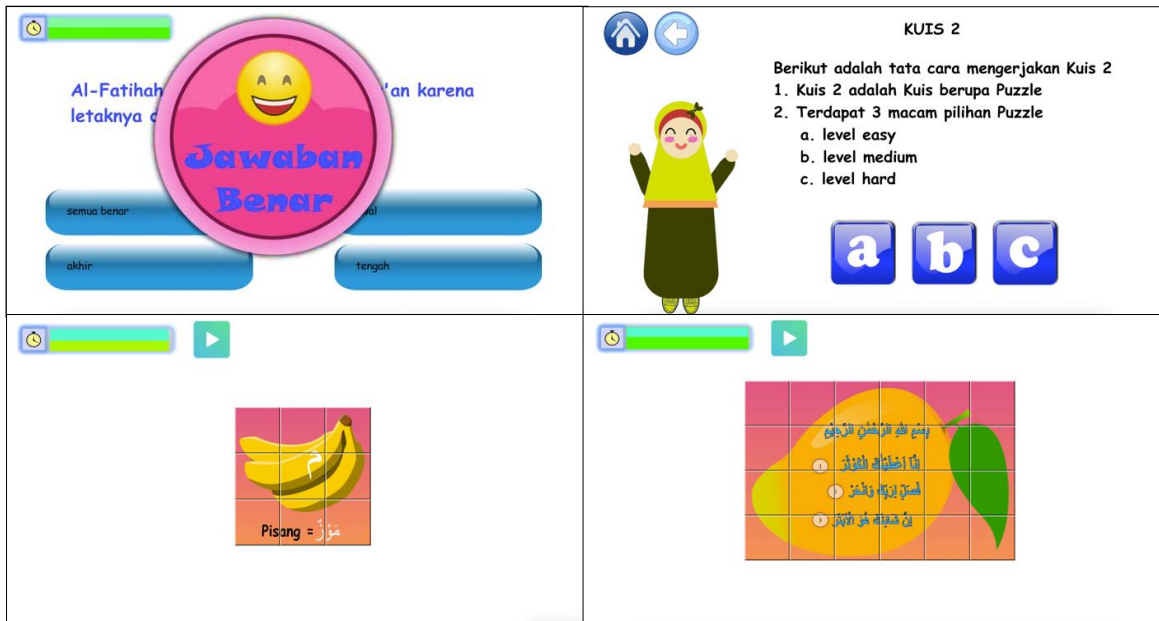 Al-Fatihah 'an karena
letaknya
Jawaban
Benar
semua benar
akhir
tengah
KUIS 2
Berikut adalah tata cara mengerjakan Kuis 2
1. Kuis 2 adalah Kuis berupa Puzzle
2. Terdapat 3 macam pilihan Puzzle
a. level easy
b. level medium
c. level hard
a b c
مَ
Pisang = مَوْزٌ
بِسْمِ اللهِ الرَّحْمٰنِ الرَّحِيْمِ
اِنَّآ اَعْطَيْنٰكَ الْكَوْثَرَ
فَصَلِّ لِرَبِّكَ وَانْحَرْ
اِنَّ شَانِئَكَ هُوَ الْاَبْتَرُ